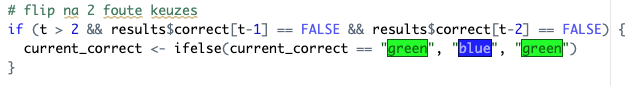 # flip na 2 foute keuzes
if (t > 2 && results$correct[t-1] == FALSE && results$correct[t-2] == FALSE) {
  current_correct <- ifelse(current_correct == "green", "blue", "green")
}